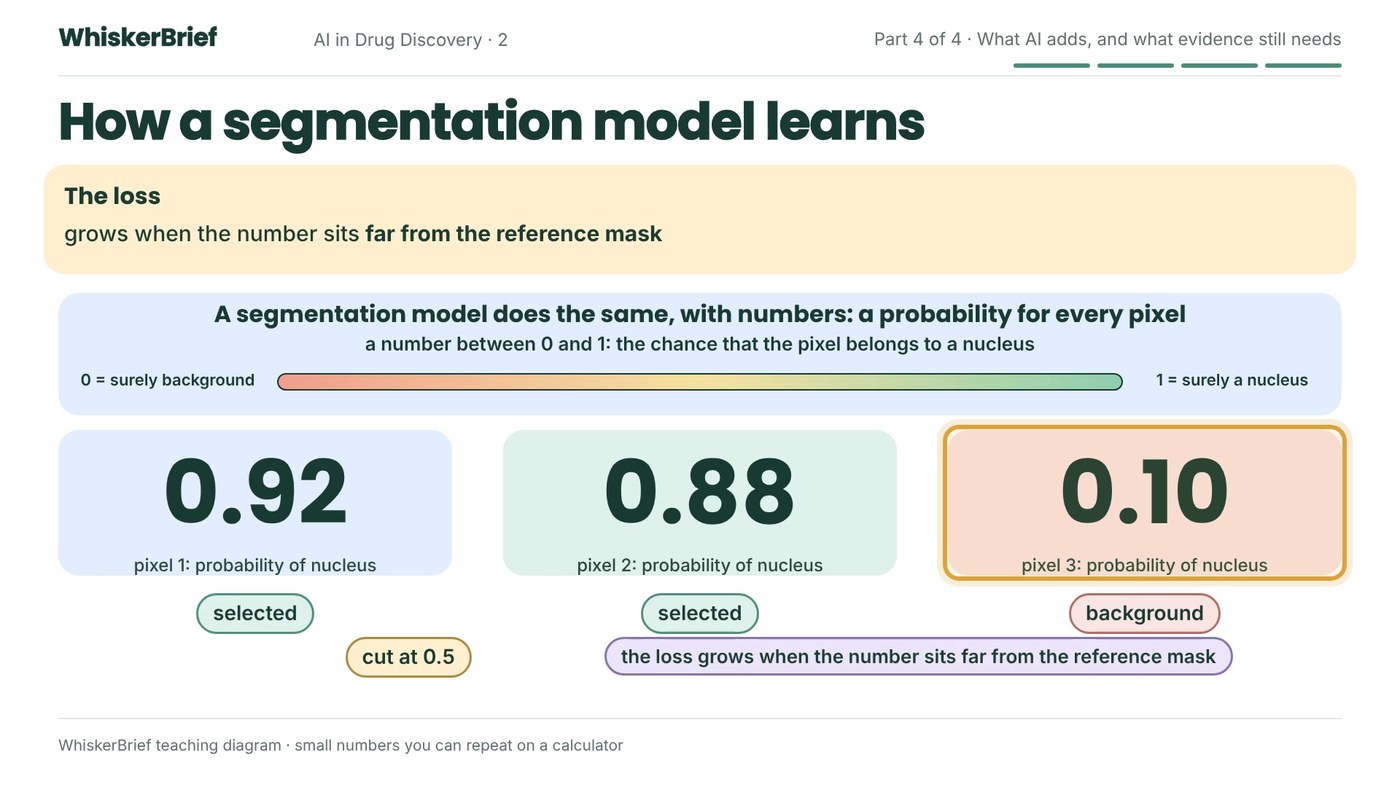 WhiskerBrief
AI in Drug Discovery · 2
Part 4 of 4 · What AI adds, and what evidence still needs
How a segmentation model learns
The loss
grows when the number sits far from the reference mask
A segmentation model does the same, with numbers: a probability for every pixel
a number between 0 and 1: the chance that the pixel belongs to a nucleus
0 = surely background
1 = surely a nucleus
0.92
pixel 1: probability of nucleus
selected
0.88
pixel 2: probability of nucleus
selected
0.10
pixel 3: probability of nucleus
background
cut at 0.5
the loss grows when the number sits far from the reference mask
WhiskerBrief teaching diagram · small numbers you can repeat on a calculator